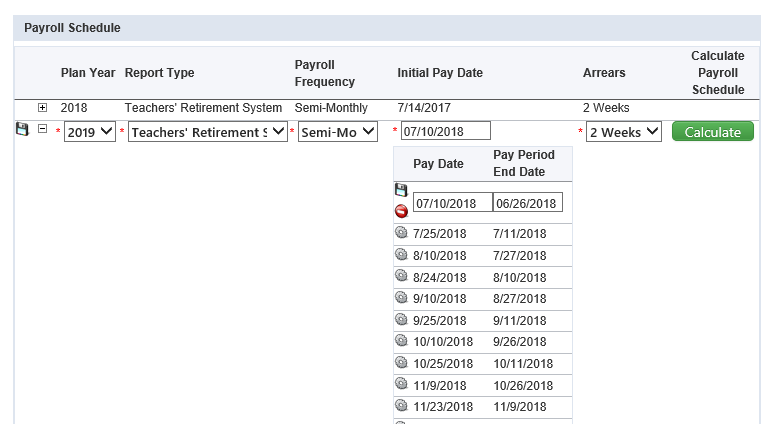 Payroll Schedule
Plan Year Report Type Payroll Frequency Initial Pay Date Arrears Calculate Payroll Schedule
2018 Teachers' Retirement System Semi-Monthly 7/14/2017 2 Weeks
* 2019 * Teachers' Retirement S * Semi-Mo * 07/10/2018 * 2 Weeks Calculate
Pay Date Pay Period End Date
07/10/2018 06/26/2018
7/25/2018 7/11/2018
8/10/2018 7/27/2018
8/24/2018 8/10/2018
9/10/2018 8/27/2018
9/25/2018 9/11/2018
10/10/2018 9/26/2018
10/25/2018 10/11/2018
11/9/2018 10/26/2018
11/23/2018 11/9/2018